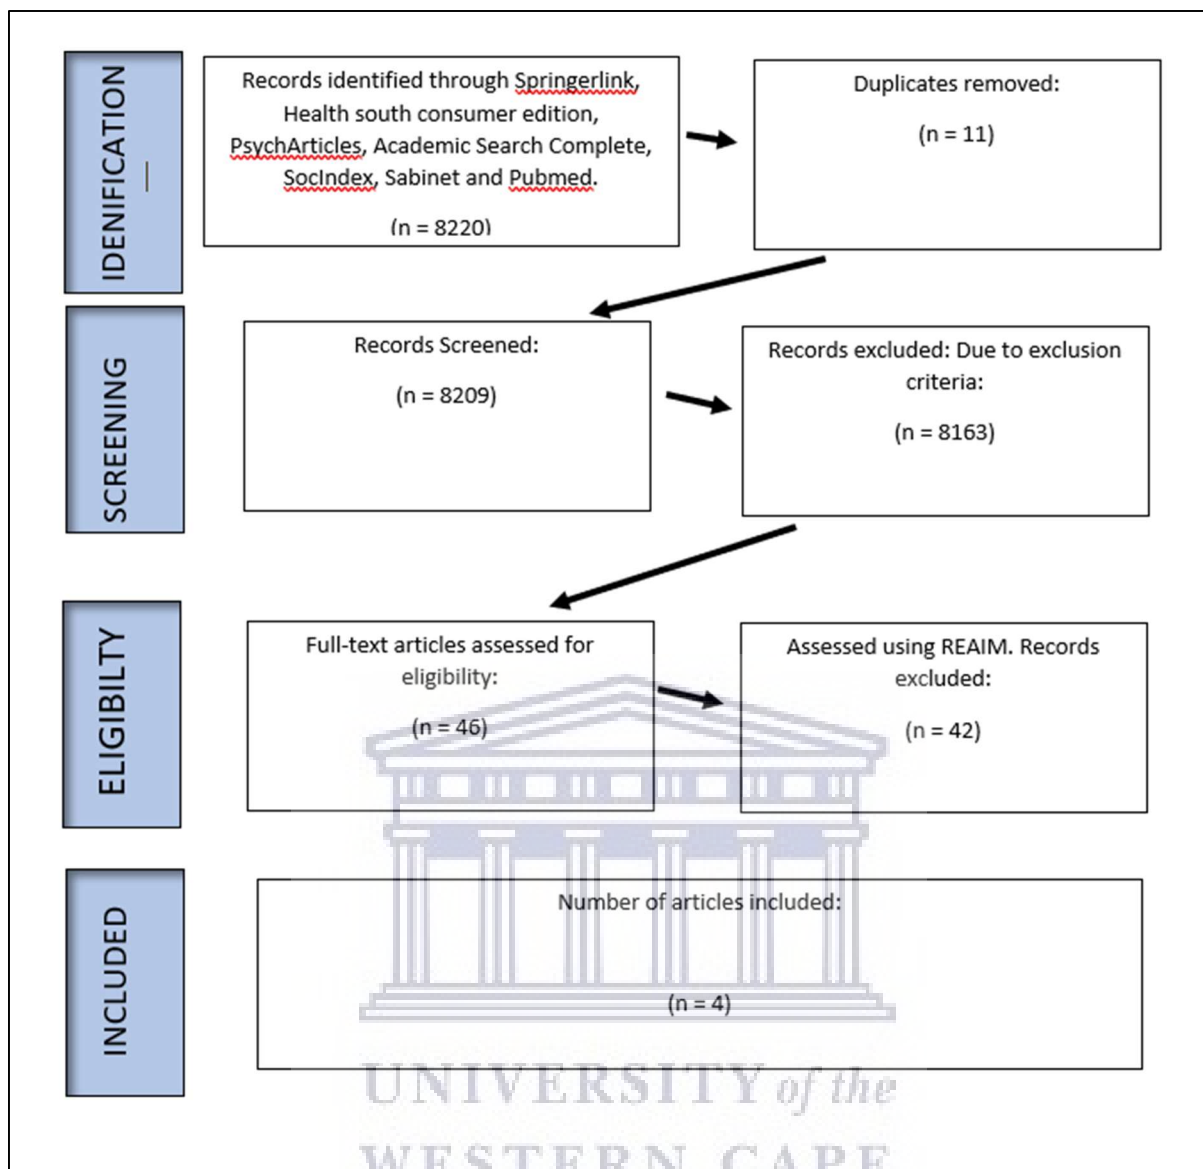 IDENIFICATION
Records identified through Springerlink,
Health south consumer edition,
PsychArticles, Academic Search Complete,
SocIndex, Sabinet and Pubmed.
(n = 8220)
Duplicates removed:
(n = 11)
SCREENING
Records Screened:
(n = 8209)
Records excluded: Due to exclusion
criteria:
(n = 8163)
ELIGIBILTY
Full-text articles assessed for
eligibility:
(n = 46)
Assessed using REAIM. Records
excluded:
(n = 42)
INCLUDED
Number of articles included:
(n = 4)
UNIVERSITY of the
WESTERN CAPE